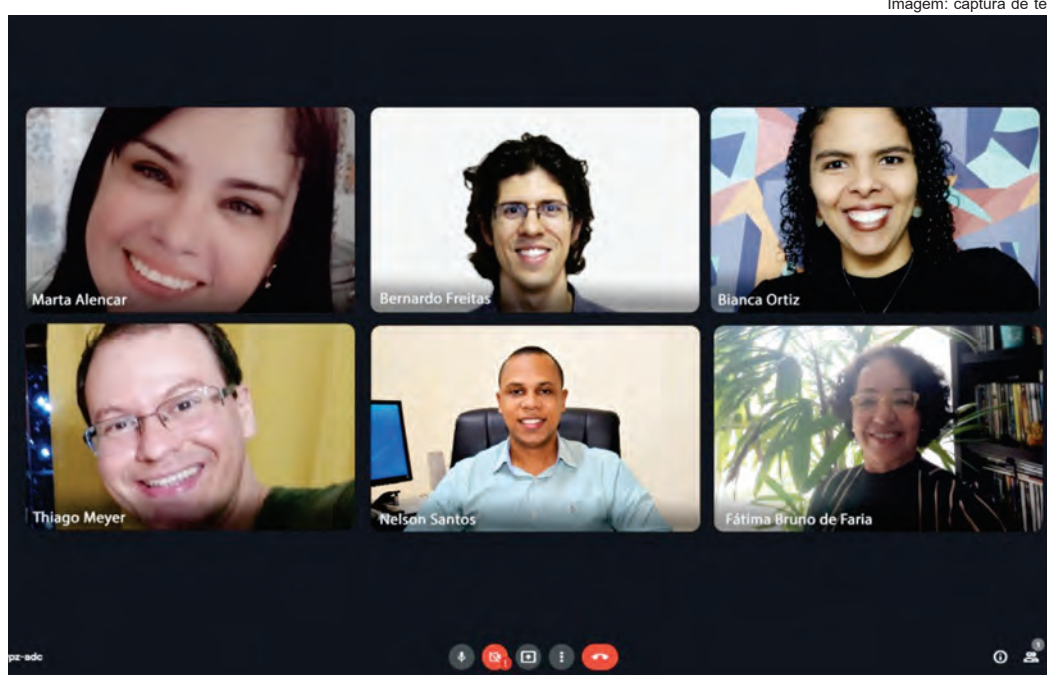 Imagem: captura de te
Marta Alencar
Bernardo Freitas
Bianca Ortiz
Thiago Meyer
Nelson Santos
Fátima Bruno de Faria
pz-adc
1